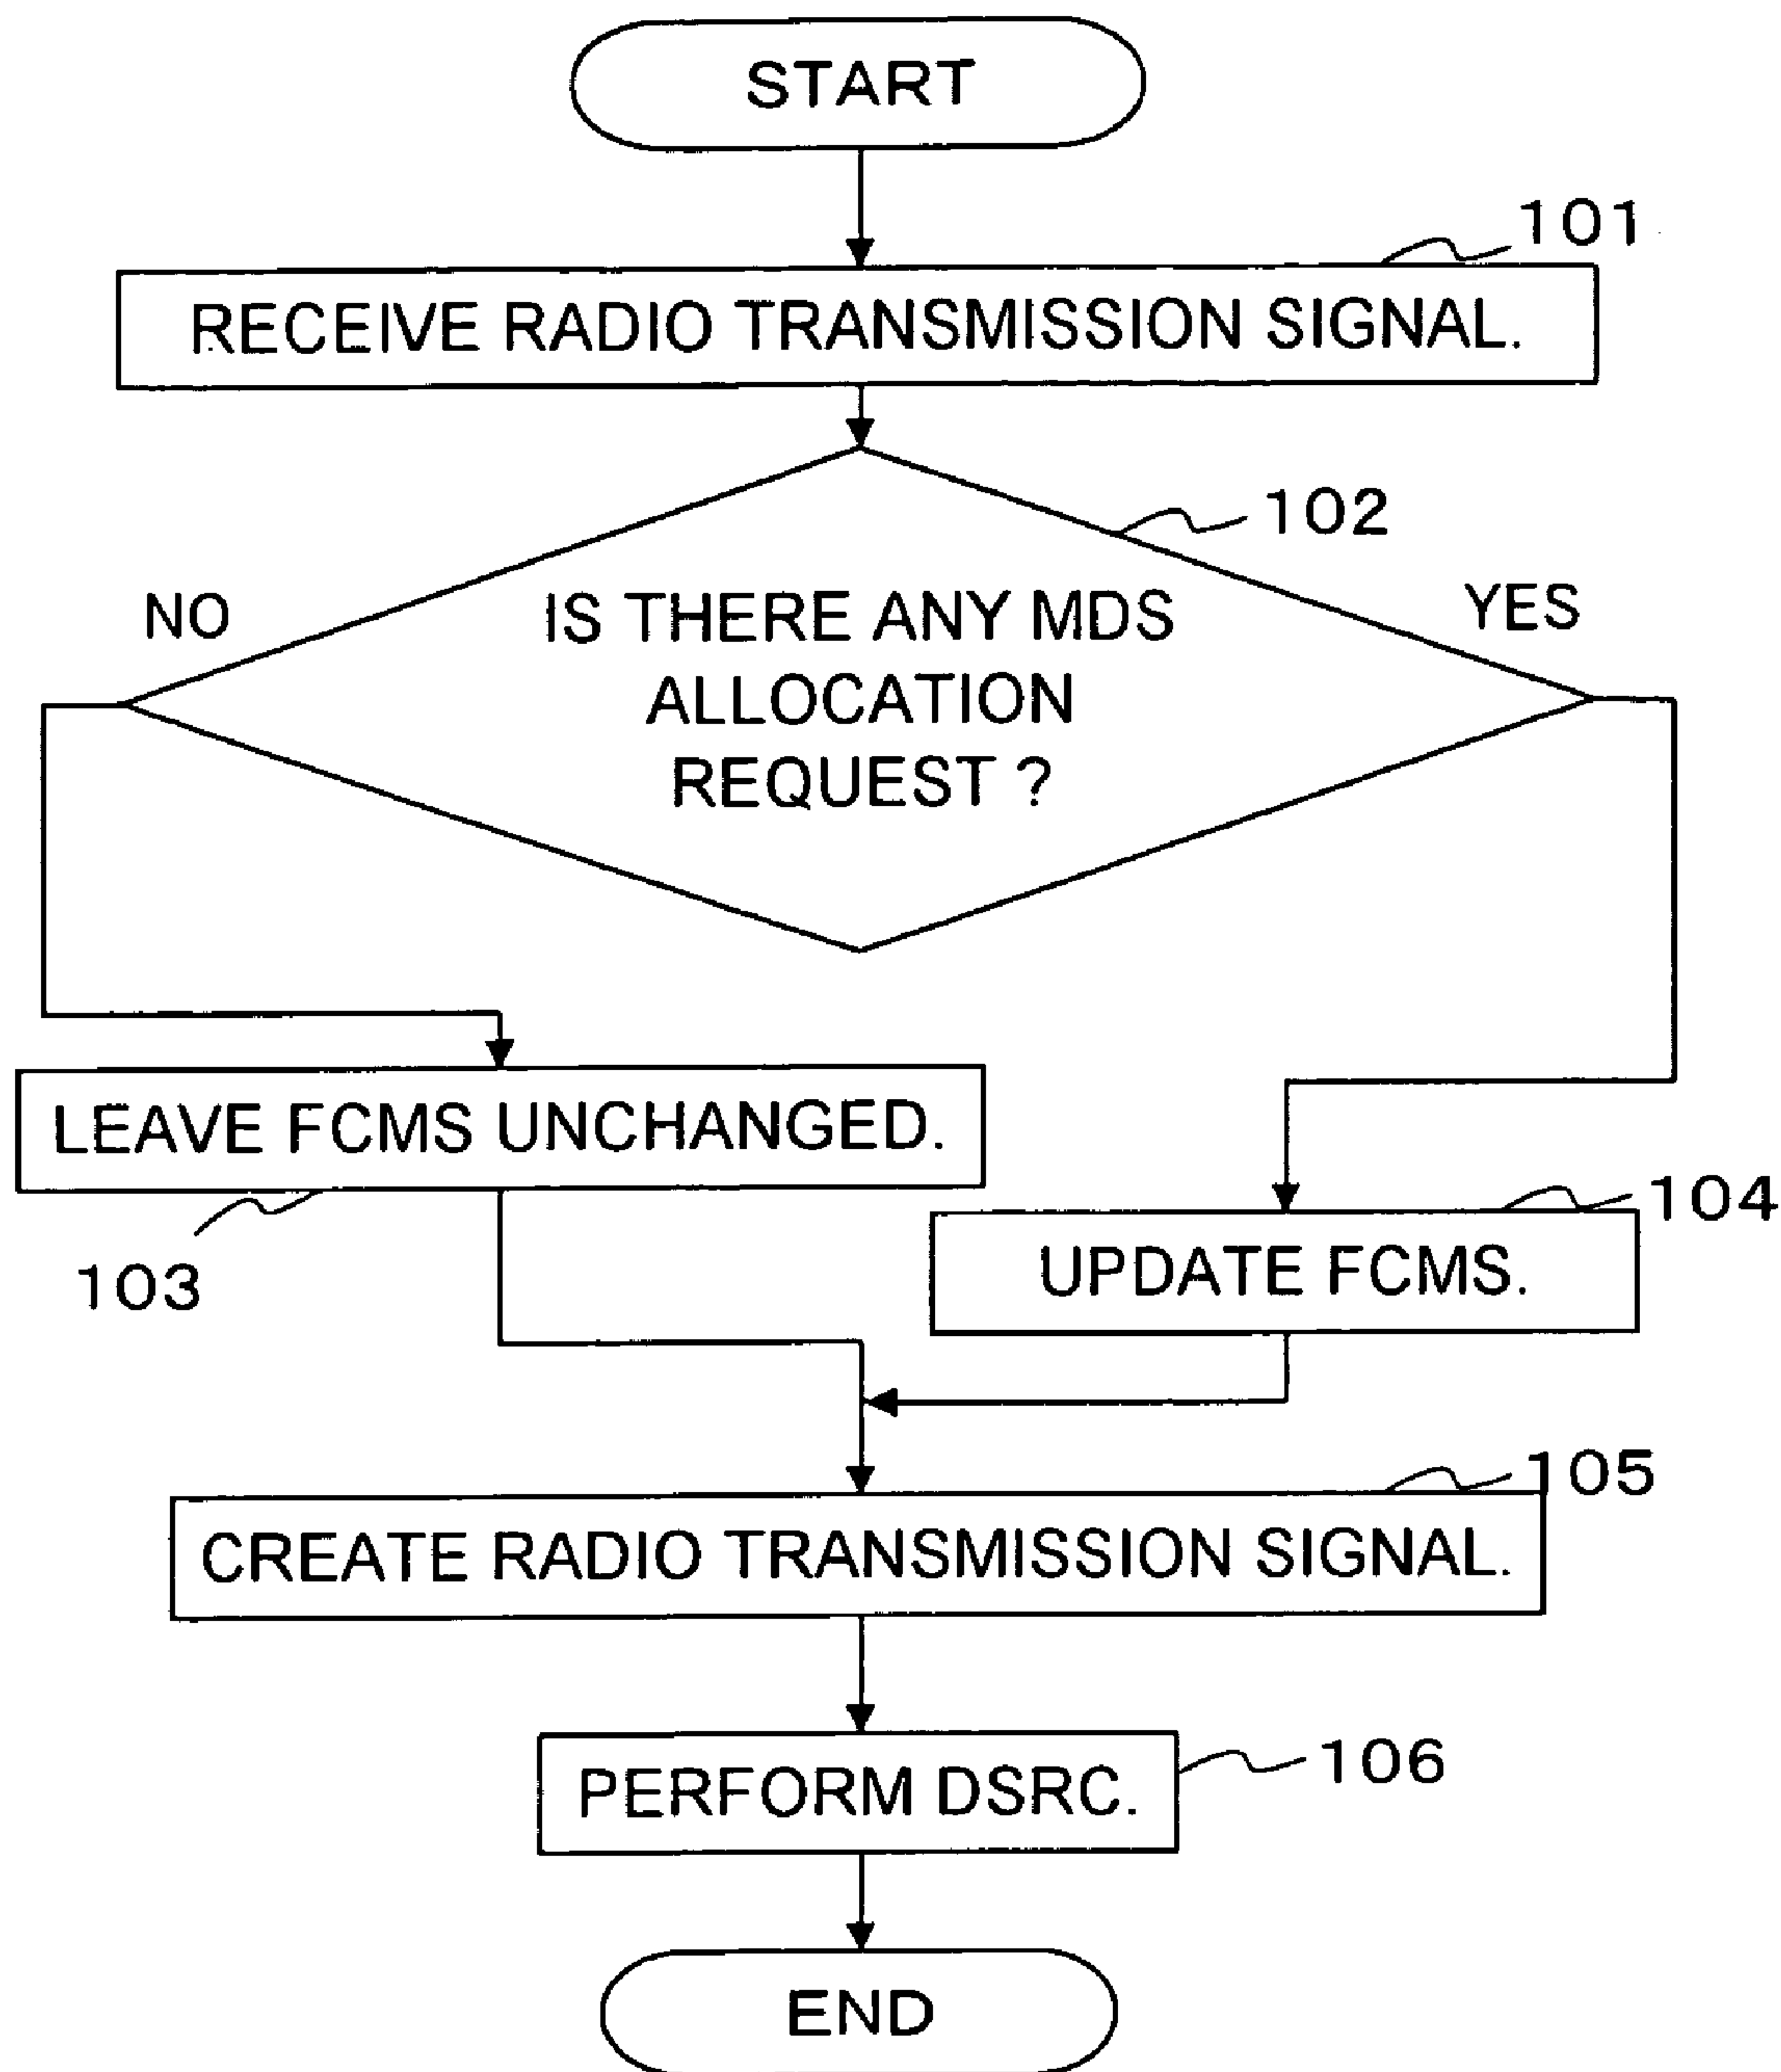 START
101
RECEIVE RADIO TRANSMISSION SIGNAL.
102
NO
YES
IS THERE ANY MDS
ALLOCATION
REQUEST ?
LEAVE FCMS UNCHANGED.
103
104
UPDATE FCMS.
105
CREATE RADIO TRANSMISSION SIGNAL.
106
PERFORM DSRC.
END